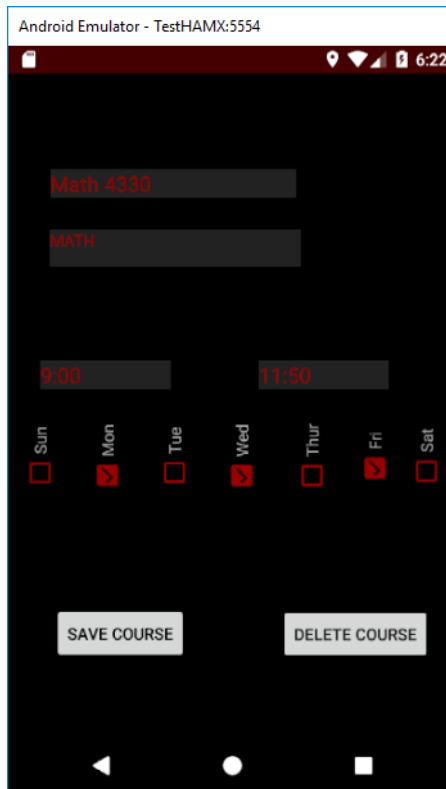 Android Emulator - TestHAMX:5554
6:22
Math 4330
MATH
9:00 11:50
Sun Mon Tue Wed Thur Fri Sat
SAVE COURSE DELETE COURSE